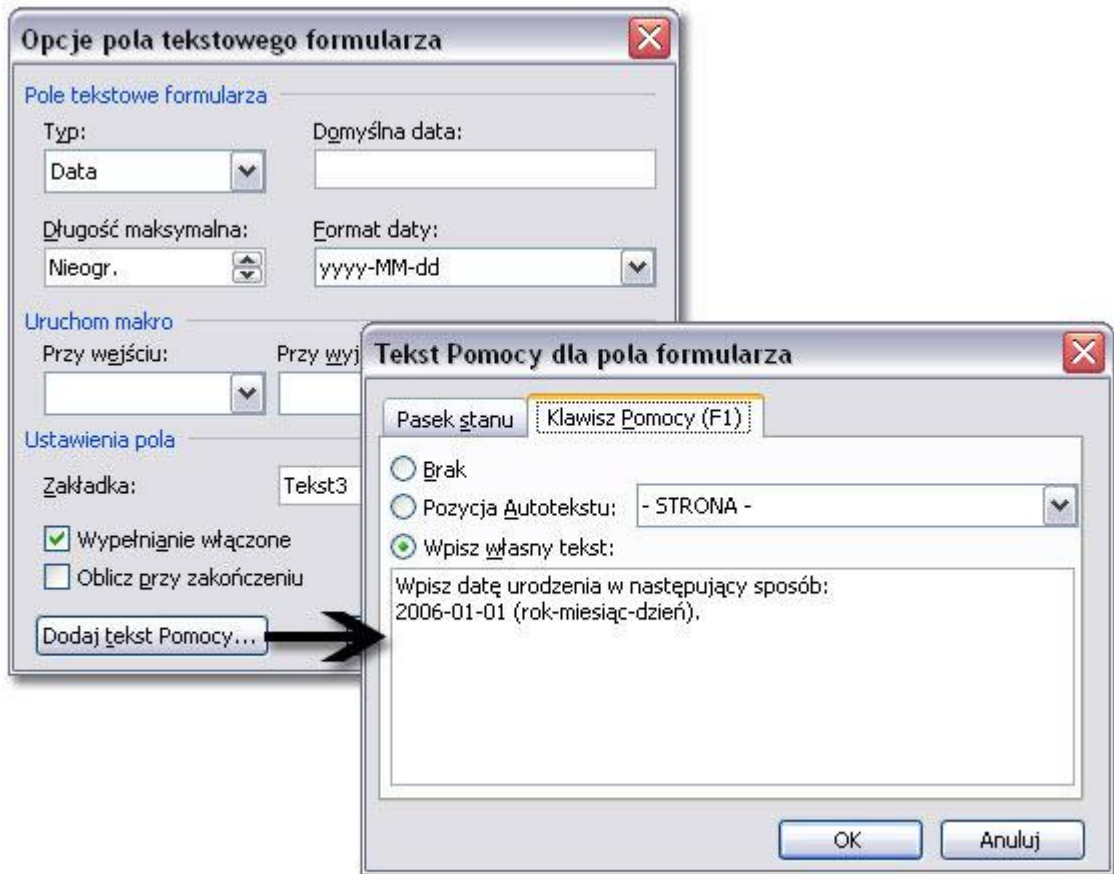 Opcje pola tekstowego formularza
Pole tekstowe formularza
Typ: Domyślna data:
Data
Długość maksymalna: Format daty:
Nieogr. yyyy-MM-dd
Uruchom makro
Przy wejściu: Przy wyj
Ustawienia pola
Zakładka: Tekst3
Wypełnianie włączone
Oblicz przy zakończeniu
Dodaj tekst Pomocy...
Tekst Pomocy dla pola formularza
Pasek stanu Klawisz Pomocy (F1)
Brak
Pozycja Autotekstu: - STRONA -
Wpisz własny tekst:
Wpisz datę urodzenia w następujący sposób:
2006-01-01 (rok-miesiąc-dzień).
OK Anuluj